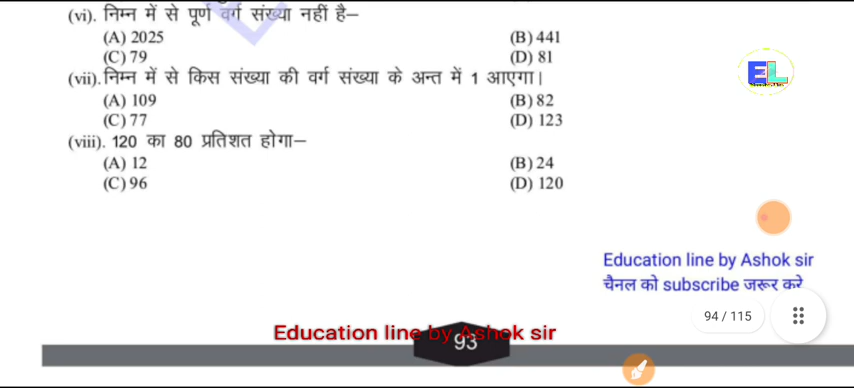 (vi). निम्न में से पूर्ण वर्ग संख्या नहीं है–
(A) 2025 (B) 441
(C) 79 (D) 81
(vii). निम्न में से किस संख्या की वर्ग संख्या के अन्त में 1 आएगा।
(A) 109 (B) 82
(C) 77 (D) 123
(viii). 120 का 80 प्रतिशत होगा–
(A) 12 (B) 24
(C) 96 (D) 120
EL
Education line by Ashok sir
चैनल को subscribe जरूर करे
94 / 115
Education line by Ashok sir
93